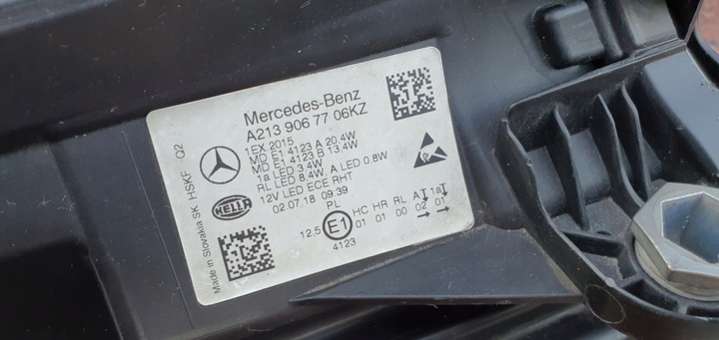 Mercedes-Benz
A213 906 77 06KZ
1EX 2015
MD E1 4123 A 20.4W
MD E1 4123 B 13.4W
1a LED 3.4W
RL LED 8.4W, A LED 0.8W
12V LED ECE RHT
02.07.18 09:39
PL
HELLA
12.5 E1 HC HR RL A 1a
01 01 00 02 01
4123
Made in Slovakia SK HSKF Q2